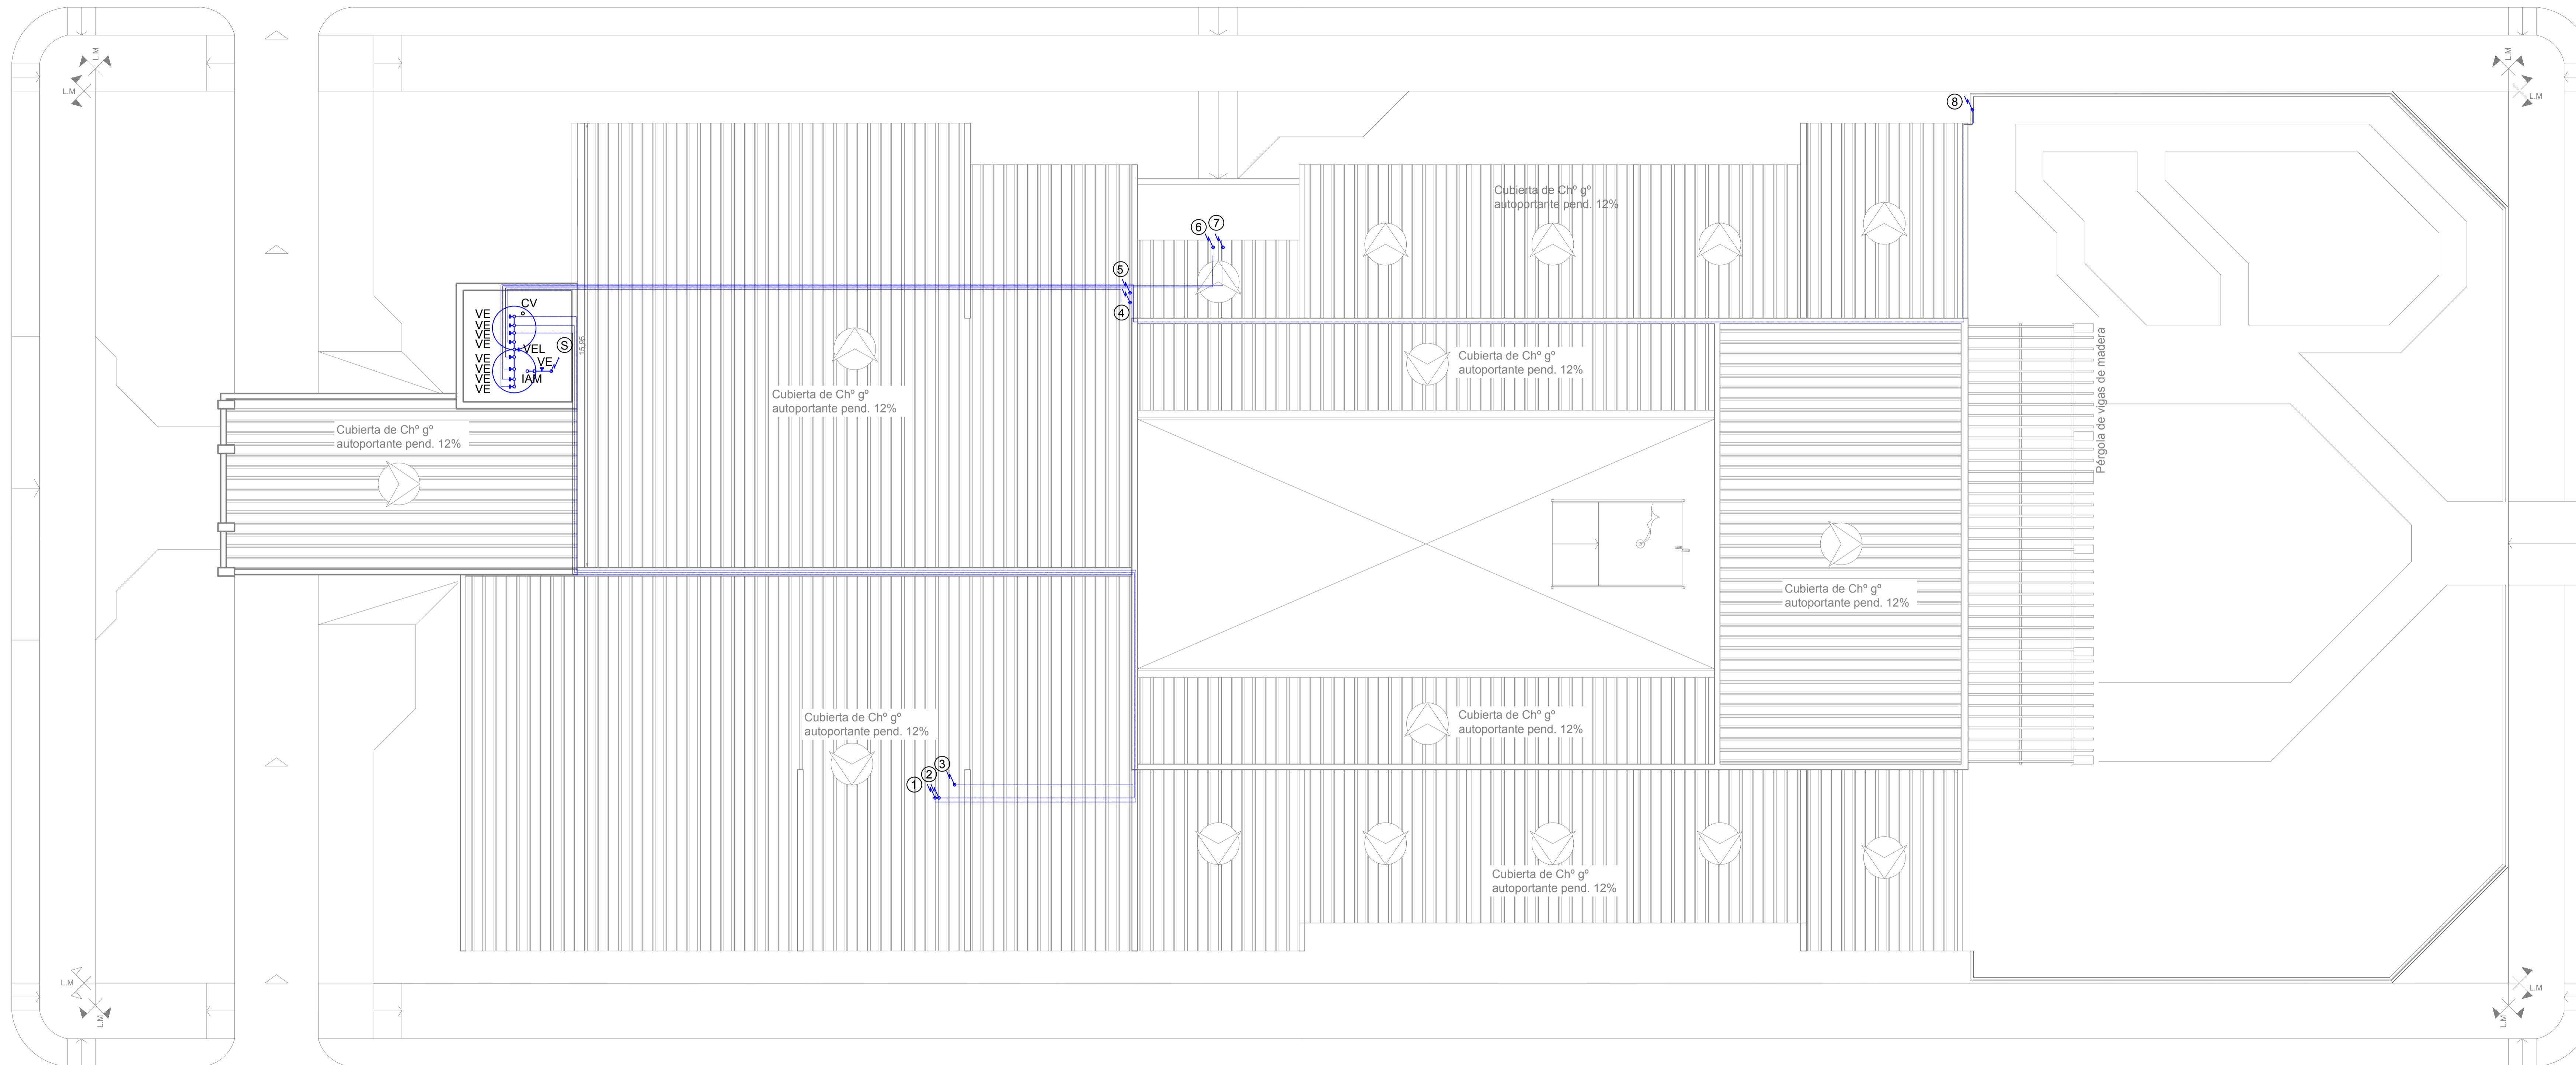 L.M
L.M
L.M
L.M
8
Cubierta de Chº gº
autoportante pend. 12%
6
7
5
4
CV
VE
VE
VE
VE
VEL
S
VE
VE
VE
IAM
VE
VE
15.95
Cubierta de Chº gº
autoportante pend. 12%
Cubierta de Chº gº
autoportante pend. 12%
Cubierta de Chº gº
autoportante pend. 12%
Pérgola de vigas de madera
Cubierta de Chº gº
autoportante pend. 12%
Cubierta de Chº gº
autoportante pend. 12%
Cubierta de Chº gº
autoportante pend. 12%
3
2
1
Cubierta de Chº gº
autoportante pend. 12%
L.M
L.M
L.M
L.M